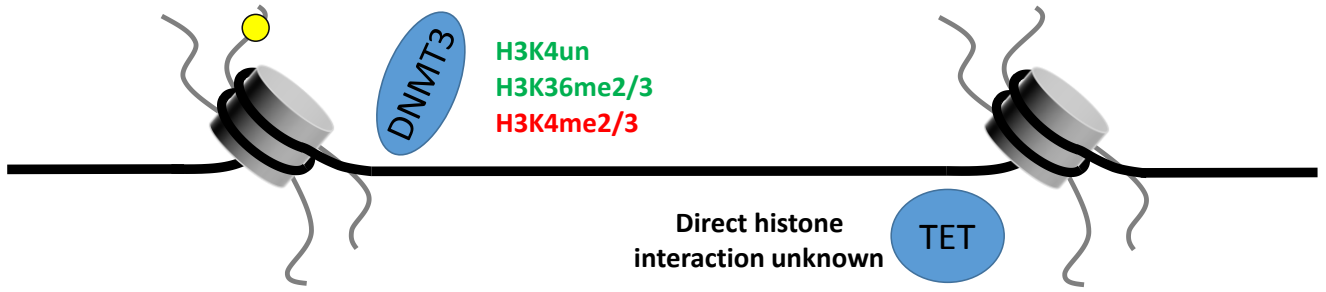 DNMT3
H3K4un
H3K36me2/3
H3K4me2/3
Direct histone
interaction unknown
TET